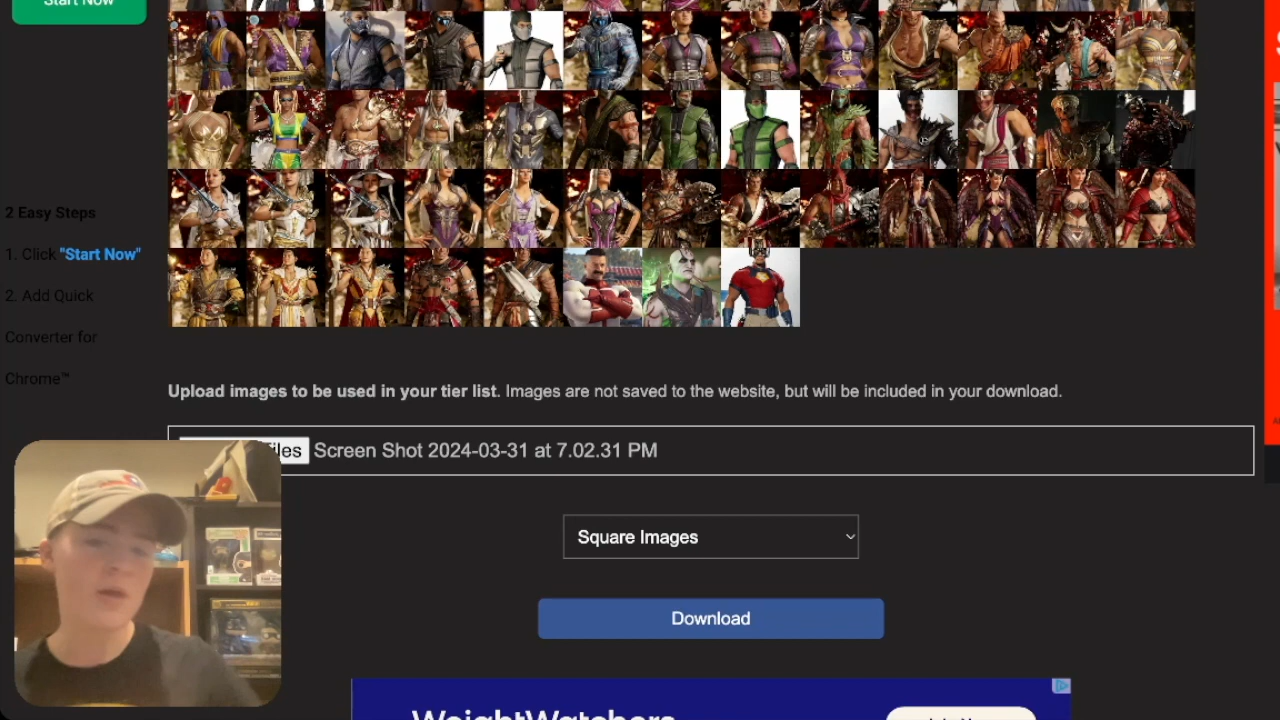 Start Now
2 Easy Steps
1. Click "Start Now"
2. Add Quick
Converter for
Chrome™
Upload images to be used in your tier list. Images are not saved to the website, but will be included in your download.
Files Screen Shot 2024-03-31 at 7.02.31 PM
Square Images
Download
WeightWatchers